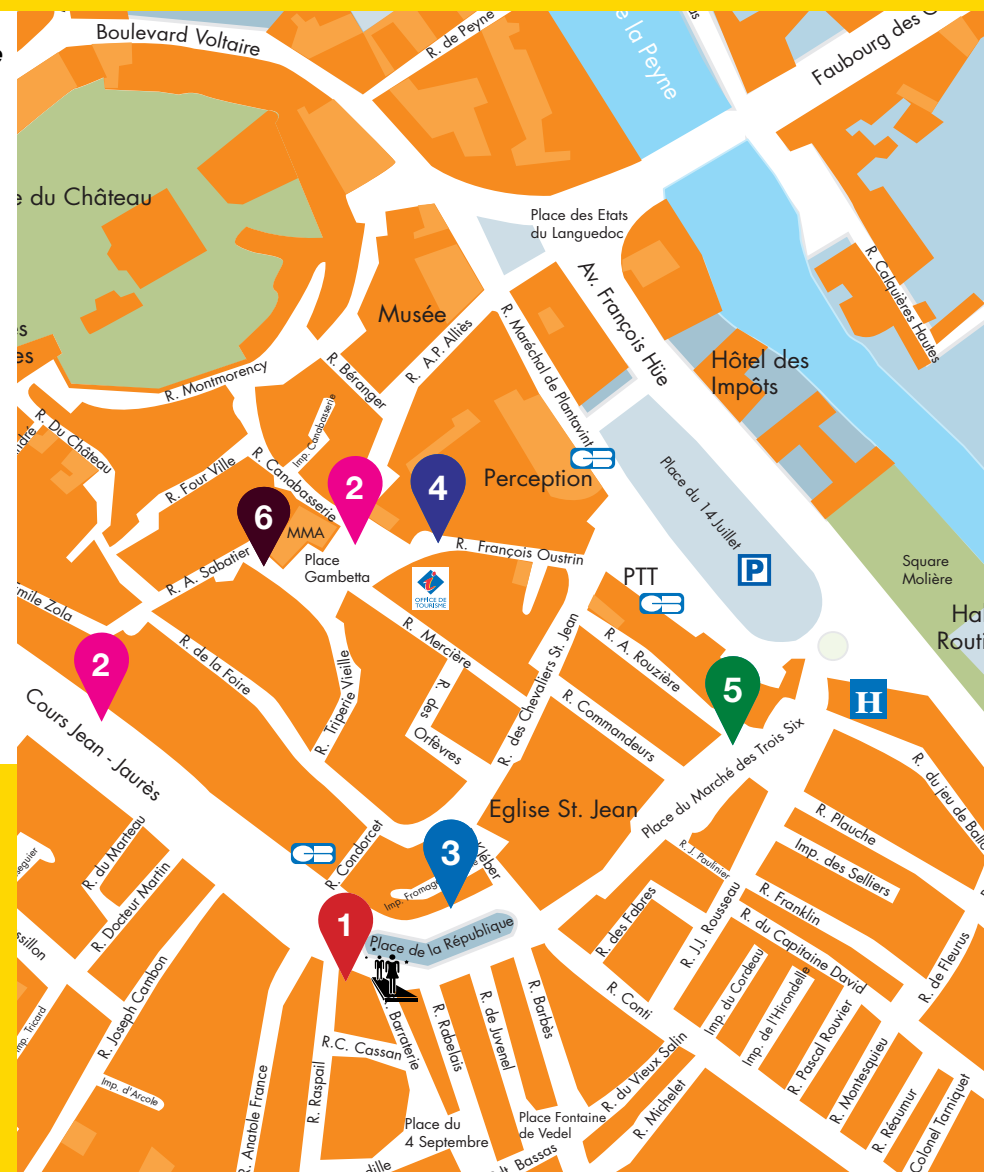 Boulevard Voltaire
R. de Peyne
e la Peyne
Faubourg des
e du Château
Place des Etats
du Languedoc
Av. François Hüe
R. Calquières Hautes
Musée
R. A.P. Alliès
R. Maréchal de Plantavint
Hôtel des
Impôts
R. Montmorency
R. Béranger
Imp. Canabasserie
R. Du Château
R. Four Ville
R. Canabasserie
2
4
Perception
Place du 14 Juillet
6
MMA
Place
Gambetta
R. A. Sabatier
R. François Oustrin
P
PTT
Square
Molière
Ha
Routi
OFFICE DE
TOURISME
mile Zola
R. de la Foire
R. Mercière
R. A. Rouzière
2
5
H
R. Triperie Vieille
R. des
Orfèvres
R. des Chevaliers St. Jean
R. Commandeurs
Cours Jean - Jaurès
Place du Marché des Trois Six
R. du jeu de Ballo
Eglise St. Jean
R. Plauche
Imp. des Selliers
R. Condorcet
3
Kléber
Imp. Fromag
R. J. Paulinier
R. du Marteau
R. Docteur Martin
1
Place de la République
R. des Fabres
R. J.J. Rousseau
R. Franklin
R. du Capitaine David
R. de Fleurus
R. Joseph Cambon
R. Conti
Imp. du Cordeau
Imp. de l'Hirondelle
R. Pascal Rouvier
R. Montesquieu
R. Réaumur
Colonel Tarniquet
Imp. Tricard
Imp. d'Arcole
R. Anatole France
R. Raspail
R.C. Cassan
Barraterie
R. Rabelais
R. de Juvenel
R. Barbès
R. du Vieux Salin
R. Michelet
Place du
4 Septembre
Place Fontaine
de Vedel
Bassas